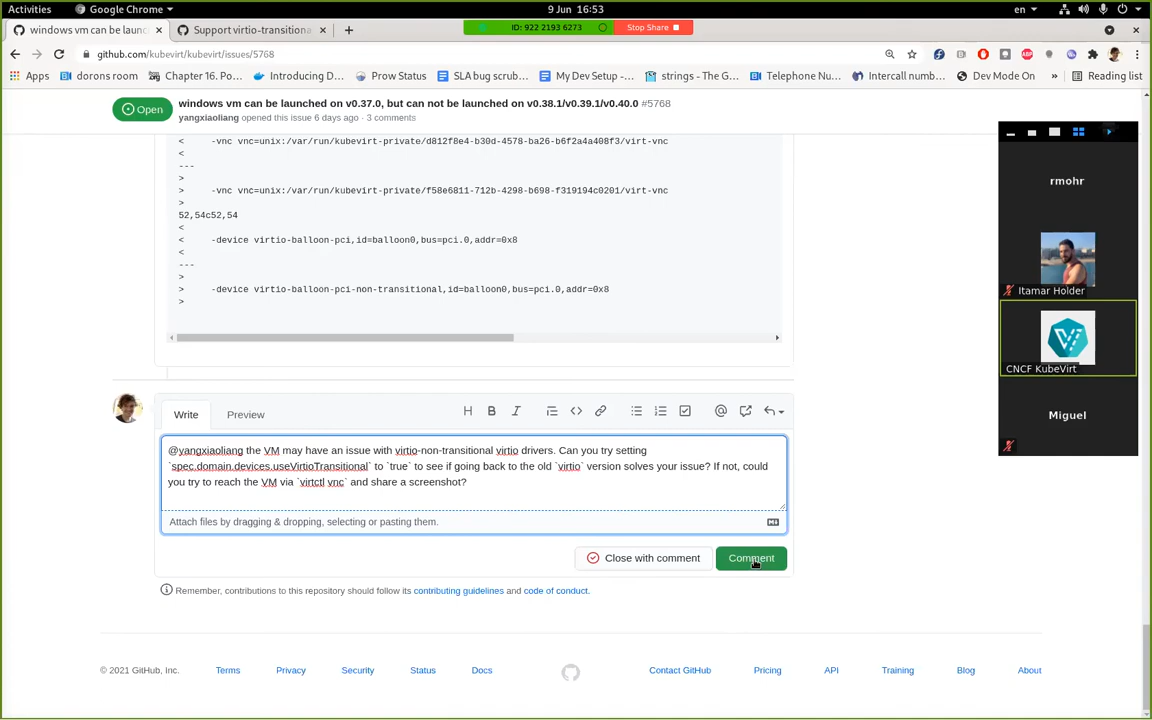 Activities
Google Chrome
9 Jun 16:53
en
windows vm can be launc
Support virtio-transitiona
ID: 922 2193 6273
Stop Share
github.com/kubevirt/kubevirt/issues/5768
Apps
dorons room
Chapter 16. Po...
Introducing D...
Prow Status
SLA bug scrub...
My Dev Setup -...
strings - The G...
Telephone Nu...
Intercall numb...
Dev Mode On
»
Reading list
Open
windows vm can be launched on v0.37.0, but can not be launched on v0.38.1/v0.39.1/v0.40.0 #5768
yangxiaoliang opened this issue 6 days ago · 3 comments
< -vnc vnc=unix:/var/run/kubevirt-private/d812f8e4-b30d-4578-ba26-b6f2a4a408f3/virt-vnc
<
---
>
> -vnc vnc=unix:/var/run/kubevirt-private/f58e6811-712b-4298-b698-f319194c0201/virt-vnc
>
52,54c52,54
<
< -device virtio-balloon-pci,id=balloon0,bus=pci.0,addr=0x8
<
---
>
> -device virtio-balloon-pci-non-transitional,id=balloon0,bus=pci.0,addr=0x8
>
Write
Preview
@yangxiaoliang the VM may have an issue with virtio-non-transitional virtio drivers. Can you try setting
`spec.domain.devices.useVirtioTransitional` to `true` to see if going back to the old `virtio` version solves your issue? If not, could
you try to reach the VM via `virtctl vnc` and share a screenshot?
Attach files by dragging & dropping, selecting or pasting them.
Close with comment
Comment
Remember, contributions to this repository should follow its contributing guidelines and code of conduct.
© 2021 GitHub, Inc.
Terms
Privacy
Security
Status
Docs
Contact GitHub
Pricing
API
Training
Blog
About
rmohr
Itamar Holder
CNCF KubeVirt
Miguel